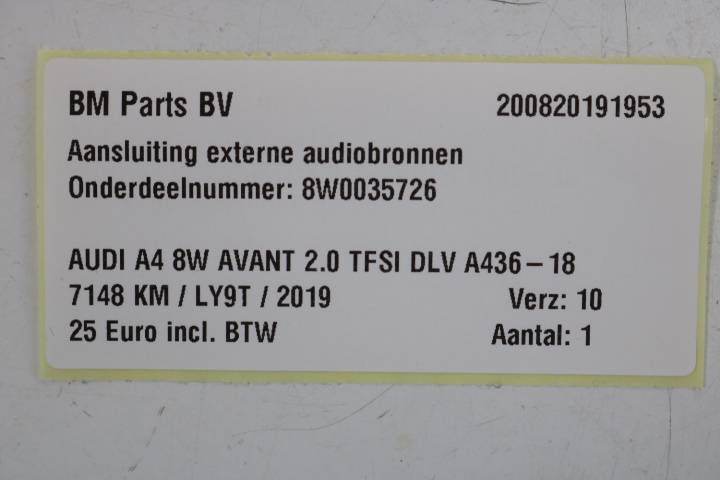 BM Parts BV 200820191953
Aansluiting externe audiobronnen
Onderdeelnummer: 8W0035726
AUDI A4 8W AVANT 2.0 TFSI DLV A436-18
7148 KM / LY9T / 2019 Verz: 10
25 Euro incl. BTW Aantal: 1